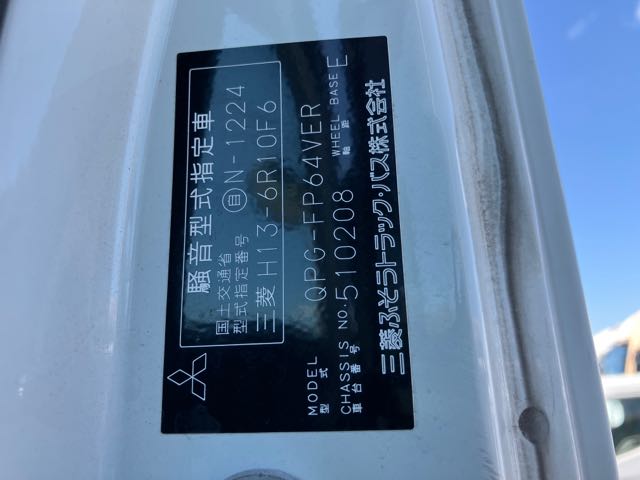 騒音型式指定車
国土交通省
型式指定番号 自N-1224
三菱 H13-6R10F6
MODEL
型式 QPG-FP64VER
CHASSIS NO. 510208 WHEEL BASE E
車台番号 軸距
三菱ふそうトラック・バス株式会社